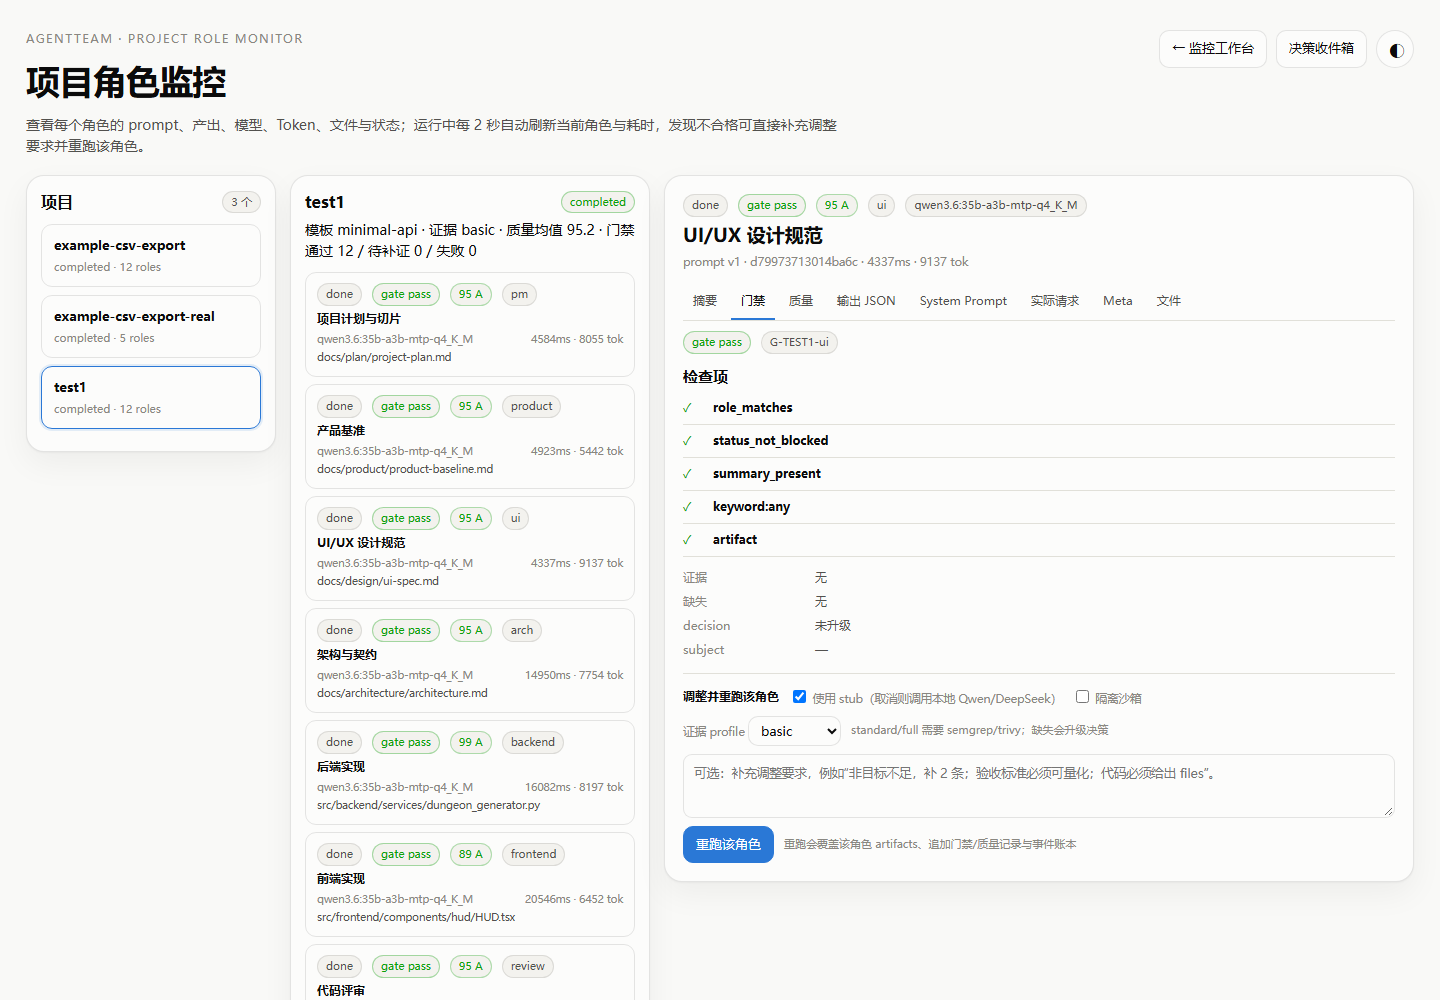 AGENTTEAM · PROJECT ROLE MONITOR
← 监控工作台
决策收件箱
项目角色监控
查看每个角色的 prompt、产出、模型、Token、文件与状态；运行中每 2 秒自动刷新当前角色与耗时，发现不合格可直接补充调整
要求并重跑该角色。
项目
3 个
example-csv-export
completed · 12 roles
example-csv-export-real
completed · 5 roles
test1
completed · 12 roles
test1
completed
模板 minimal-api · 证据 basic · 质量均值 95.2 · 门禁
通过 12 / 待补证 0 / 失败 0
done gate pass 95 A pm
项目计划与切片
qwen3.6:35b-a3b-mtp-q4_K_M 4584ms · 8055 tok
docs/plan/project-plan.md
done gate pass 95 A product
产品基准
qwen3.6:35b-a3b-mtp-q4_K_M 4923ms · 5442 tok
docs/product/product-baseline.md
done gate pass 95 A ui
UI/UX 设计规范
qwen3.6:35b-a3b-mtp-q4_K_M 4337ms · 9137 tok
docs/design/ui-spec.md
done gate pass 95 A arch
架构与契约
qwen3.6:35b-a3b-mtp-q4_K_M 14950ms · 7754 tok
docs/architecture/architecture.md
done gate pass 99 A backend
后端实现
qwen3.6:35b-a3b-mtp-q4_K_M 16082ms · 8197 tok
src/backend/services/dungeon_generator.py
done gate pass 89 A frontend
前端实现
qwen3.6:35b-a3b-mtp-q4_K_M 20546ms · 6452 tok
src/frontend/components/hud/HUD.tsx
done gate pass 95 A review
代码评审
done gate pass 95 A ui qwen3.6:35b-a3b-mtp-q4_K_M
UI/UX 设计规范
prompt v1 · d79973713014ba6c · 4337ms · 9137 tok
摘要 门禁 质量 输出 JSON System Prompt 实际请求 Meta 文件
gate pass G-TEST1-ui
检查项
✓ role_matches
✓ status_not_blocked
✓ summary_present
✓ keyword:any
✓ artifact
证据 无
缺失 无
decision 未升级
subject —
调整并重跑该角色 使用 stub（取消则调用本地 Qwen/DeepSeek） 隔离沙箱
证据 profile basic standard/full 需要 semgrep/trivy；缺失会升级决策
可选：补充调整要求，例如“非目标不足，补 2 条；验收标准必须可量化；代码必须给出 files”。
重跑该角色 重跑会覆盖该角色 artifacts、追加门禁/质量记录与事件账本